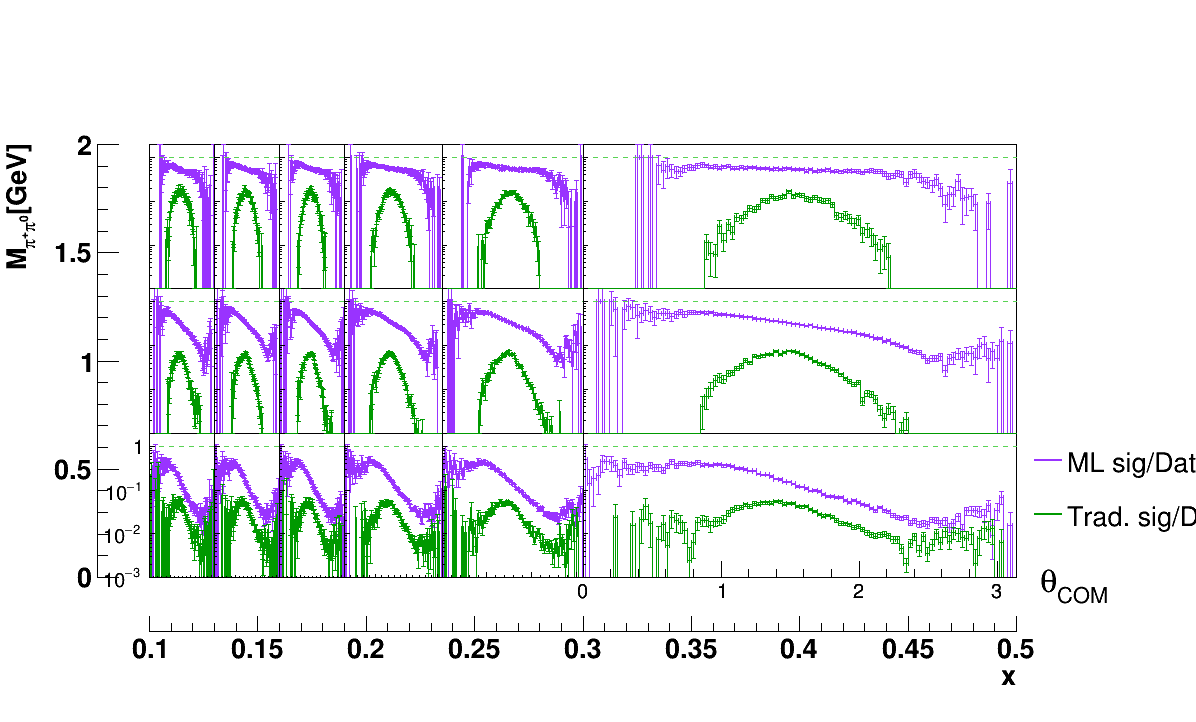 M_{π⁺π⁰}[GeV]
2
1.5
1
0.5
0
1
10⁻¹
10⁻²
10⁻³
ML sig/Dat
Trad. sig/D
0 1 2 3
θ_{COM}
0.1 0.15 0.2 0.25 0.3 0.35 0.4 0.45 0.5
x